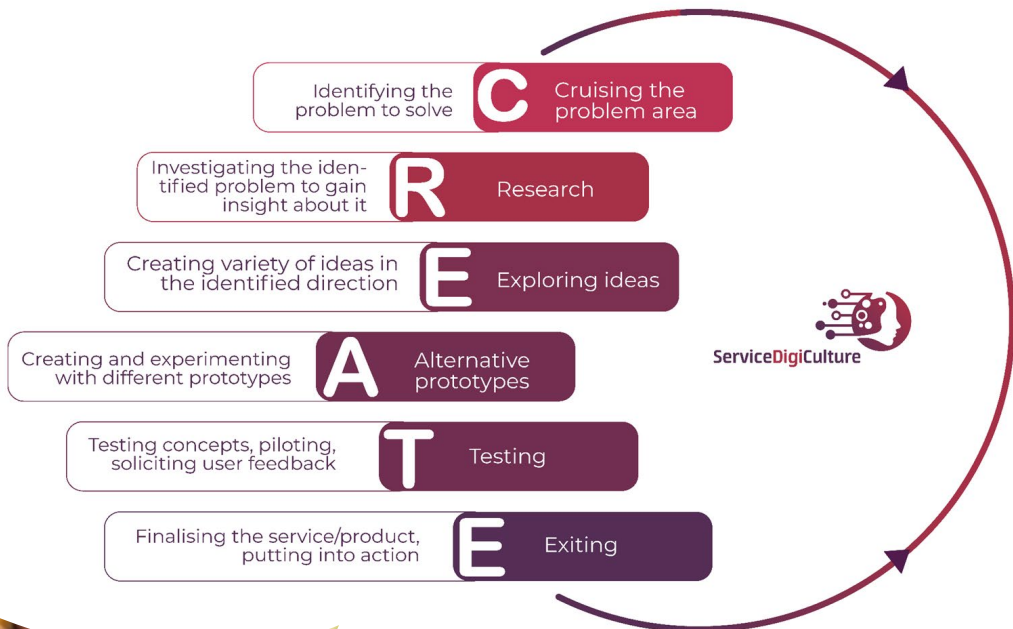 Identifying the
problem to solve
C
Cruising the
problem area
Investigating the iden-
tified problem to gain
insight about it
R
Research
Creating variety of ideas in
the identified direction
E
Exploring ideas
ServiceDigiCulture
Creating and experimenting
with different prototypes
A
Alternative
prototypes
Testing concepts, piloting,
soliciting user feedback
T
Testing
Finalising the service/product,
putting into action
E
Exiting